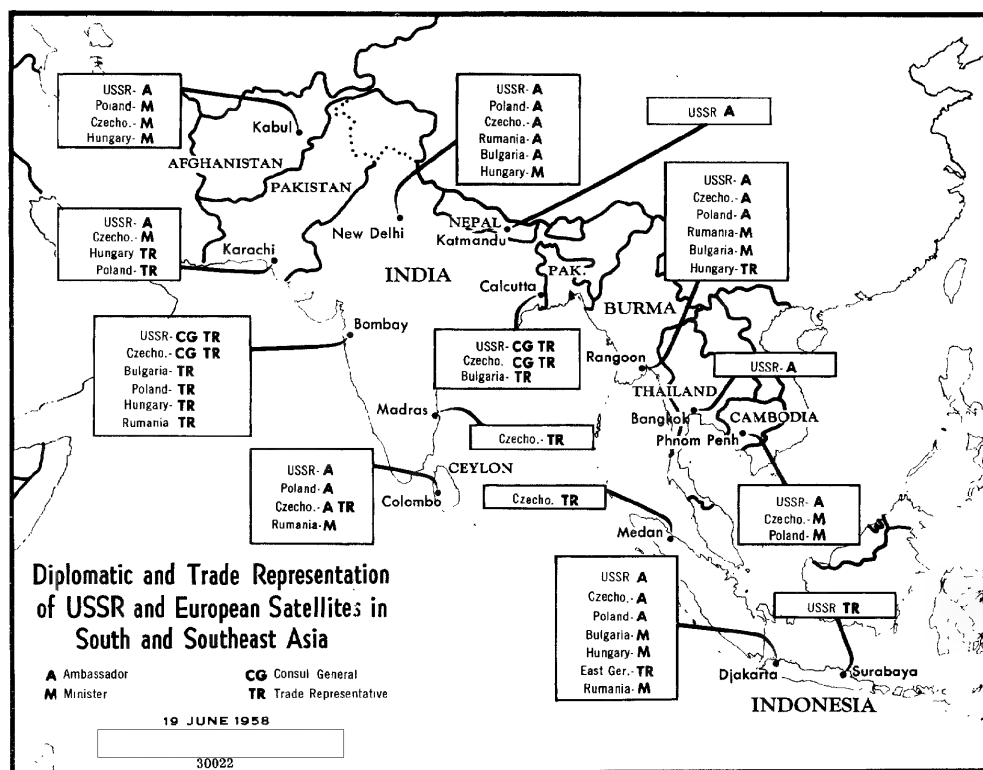 USSR- A
Poland- M
Czecho.- M
Hungary- M
Kabul
AFGHANISTAN
PAKISTAN
USSR- A
Poland- A
Czecho.- A
Rumania- A
Bulgaria- A
Hungary- M
New Delhi
USSR A
NEPAL
Katmandu
USSR- A
Czecho.- A
Poland- A
Rumania- M
Bulgaria- M
Hungary- TR
USSR- A
Czecho.- M
Hungary TR
Poland- TR
Karachi
INDIA
PAK.
Calcutta
BURMA
USSR- CG TR
Czecho.- CG TR
Bulgaria- TR
Poland- TR
Hungary- TR
Rumania TR
Bombay
USSR- CG TR
Czecho. CG TR
Bulgaria- TR
Rangoon
USSR- A
THAILAND
Bangkok
CAMBODIA
Phnom Penh
Madras
Czecho.- TR
CEYLON
USSR- A
Poland- A
Czecho.- A TR
Rumania- M
Colombo
Czecho. TR
Medan
USSR- A
Czecho.- M
Poland- M
USSR A
Czecho.- A
Poland- A
Bulgaria- M
Hungary- M
East Ger.- TR
Rumania- M
USSR TR
Djakarta
Surabaya
INDONESIA
Diplomatic and Trade Representation
of USSR and European Satellites in
South and Southeast Asia
A Ambassador
CG Consul General
M Minister
TR Trade Representative
19 JUNE 1958
30022